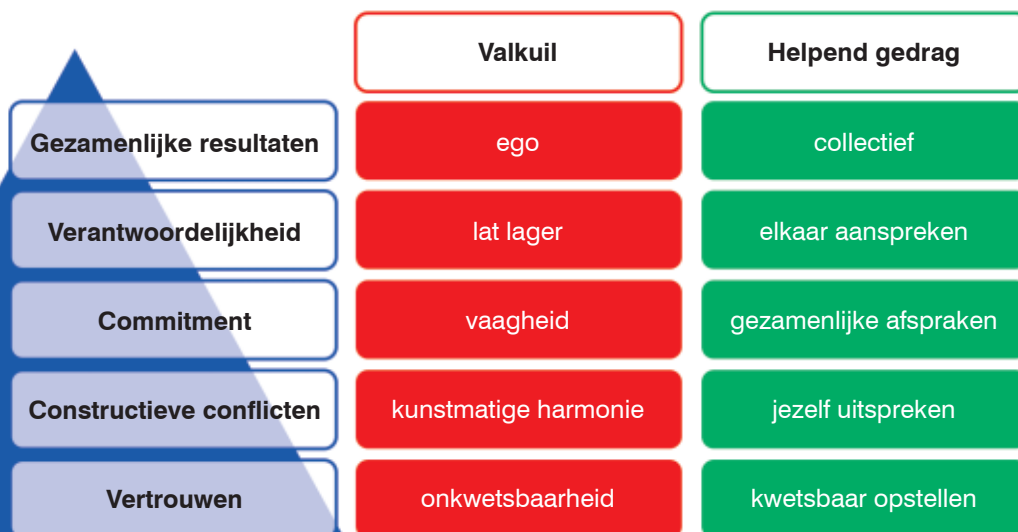 Valkuil
Helpend gedrag
Gezamenlijke resultaten
ego
collectief
Verantwoordelijkheid
lat lager
elkaar aanspreken
Commitment
vaagheid
gezamenlijke afspraken
Constructieve conflicten
kunstmatige harmonie
jezelf uitspreken
Vertrouwen
onkwetsbaarheid
kwetsbaar opstellen